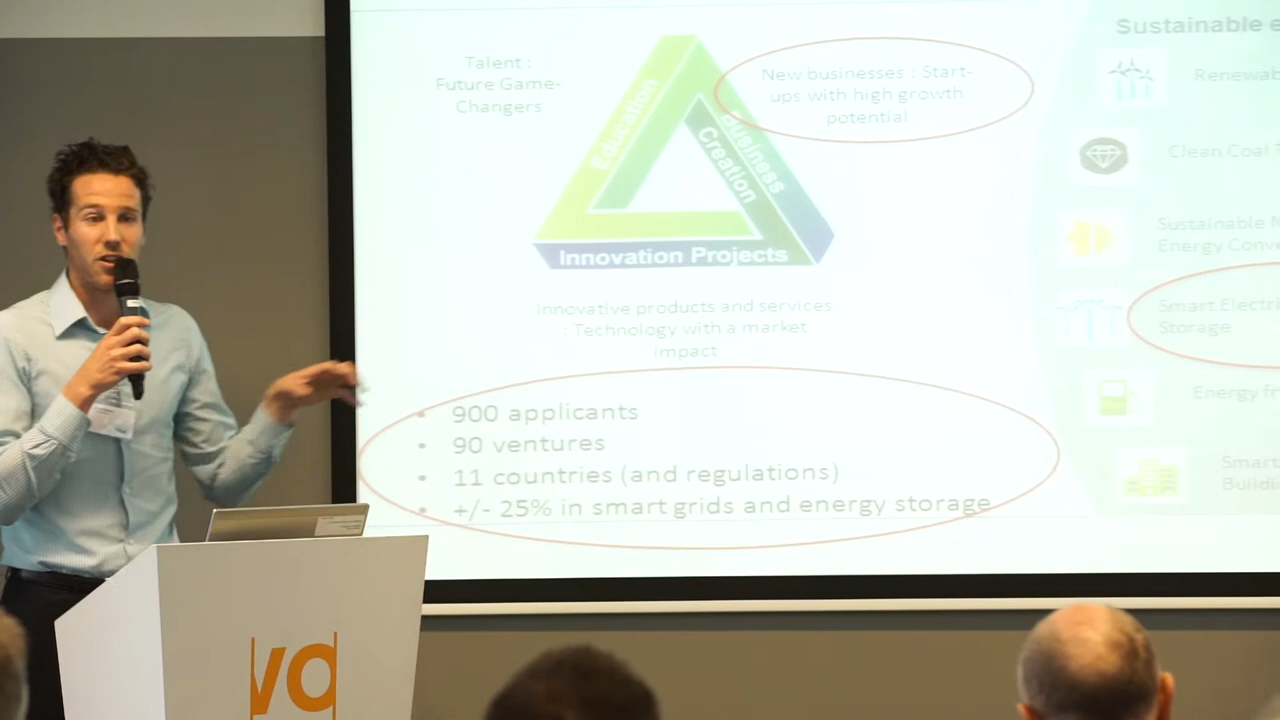 Talent :
Future Game-
Changers
Education
Business
Creation
Innovation Projects
New businesses : Start-
ups with high growth
potential
Innovative products and services
: Technology with a market
impact
• 900 applicants
• 90 ventures
• 11 countries (and regulations)
• +/- 25% in smart grids and energy storage
Sustainable e
Renewab
Clean Coal T
Sustainable N
Energy Conv
Smart Electri
Storage
Energy fr
Smart
Buildi
vo